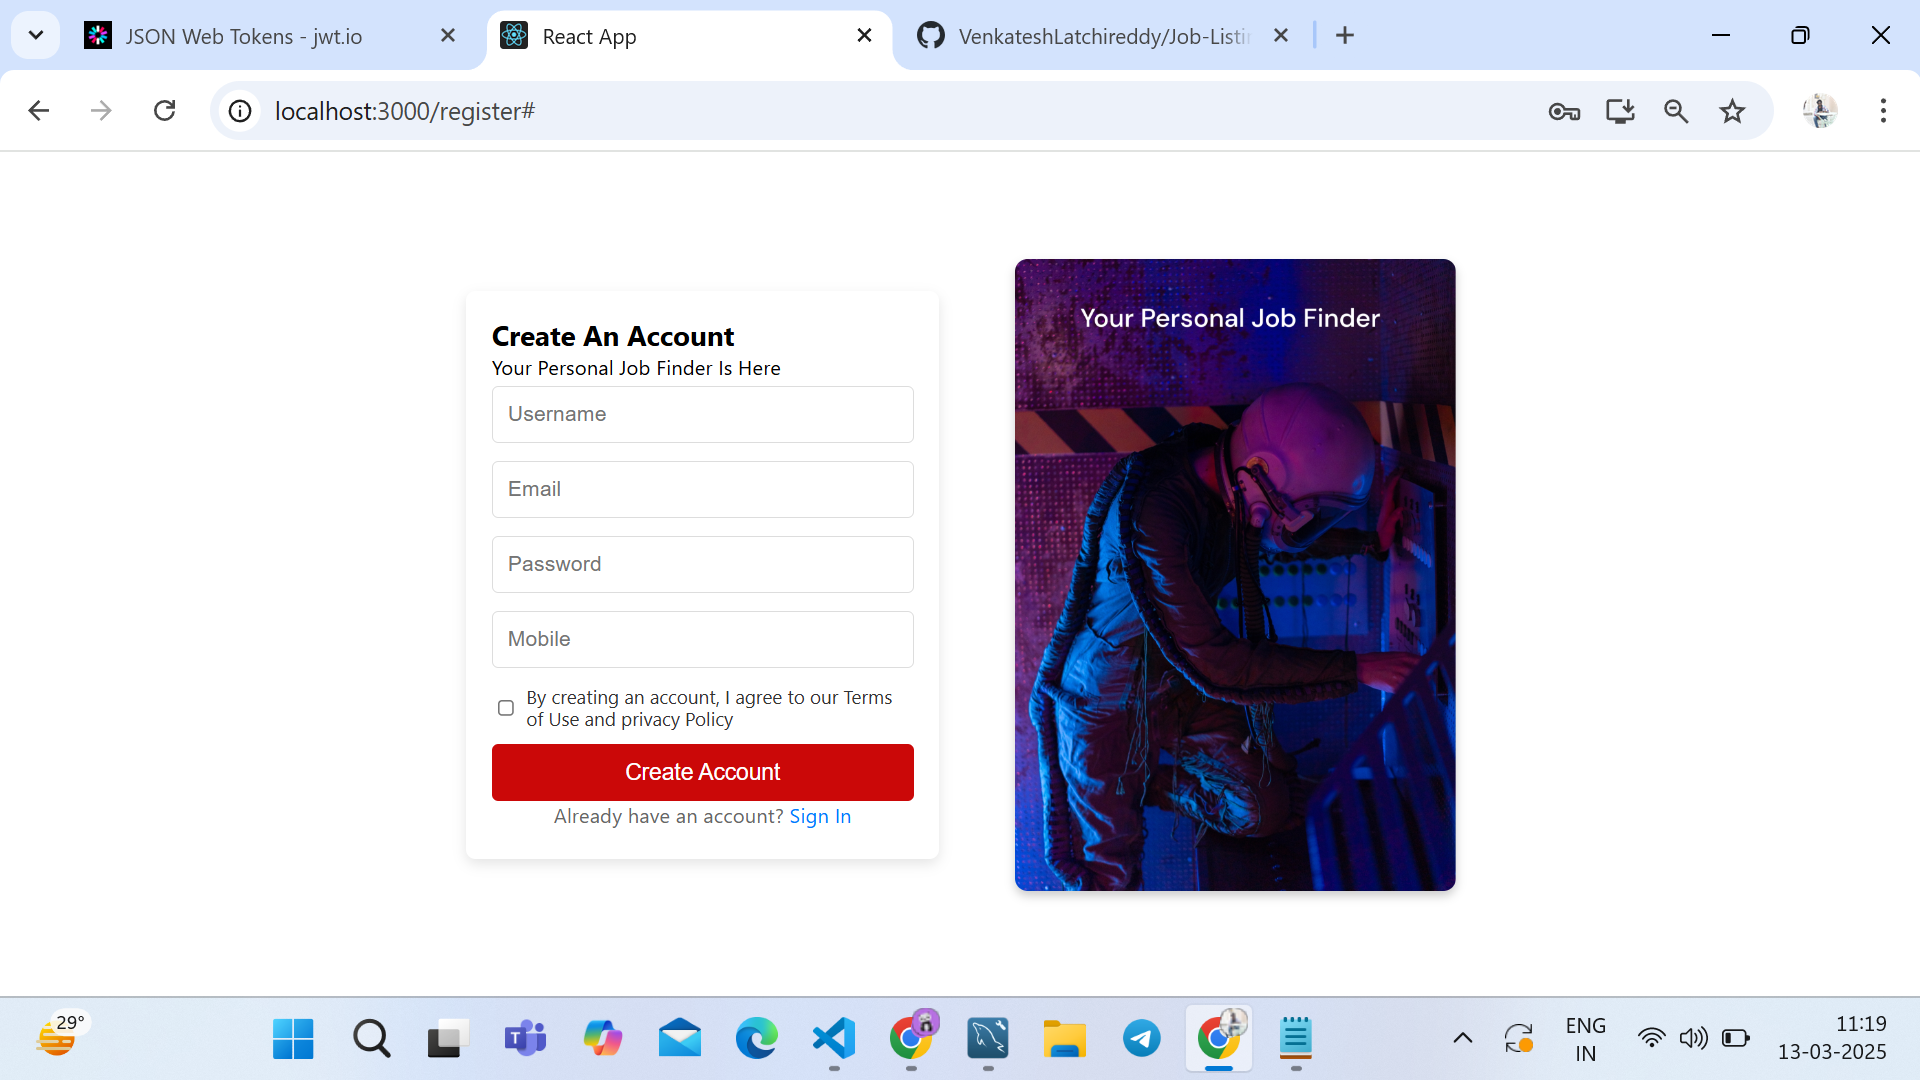 JSON Web Tokens - jwt.io
React App
VenkateshLatchireddy/Job-Listin
localhost:3000/register#
Your Personal Job Finder
Create An Account
Your Personal Job Finder Is Here
Username
Email
Password
Mobile
By creating an account, I agree to our Terms
of Use and privacy Policy
Create Account
Already have an account? Sign In
29°
ENG
IN
11:19
13-03-2025